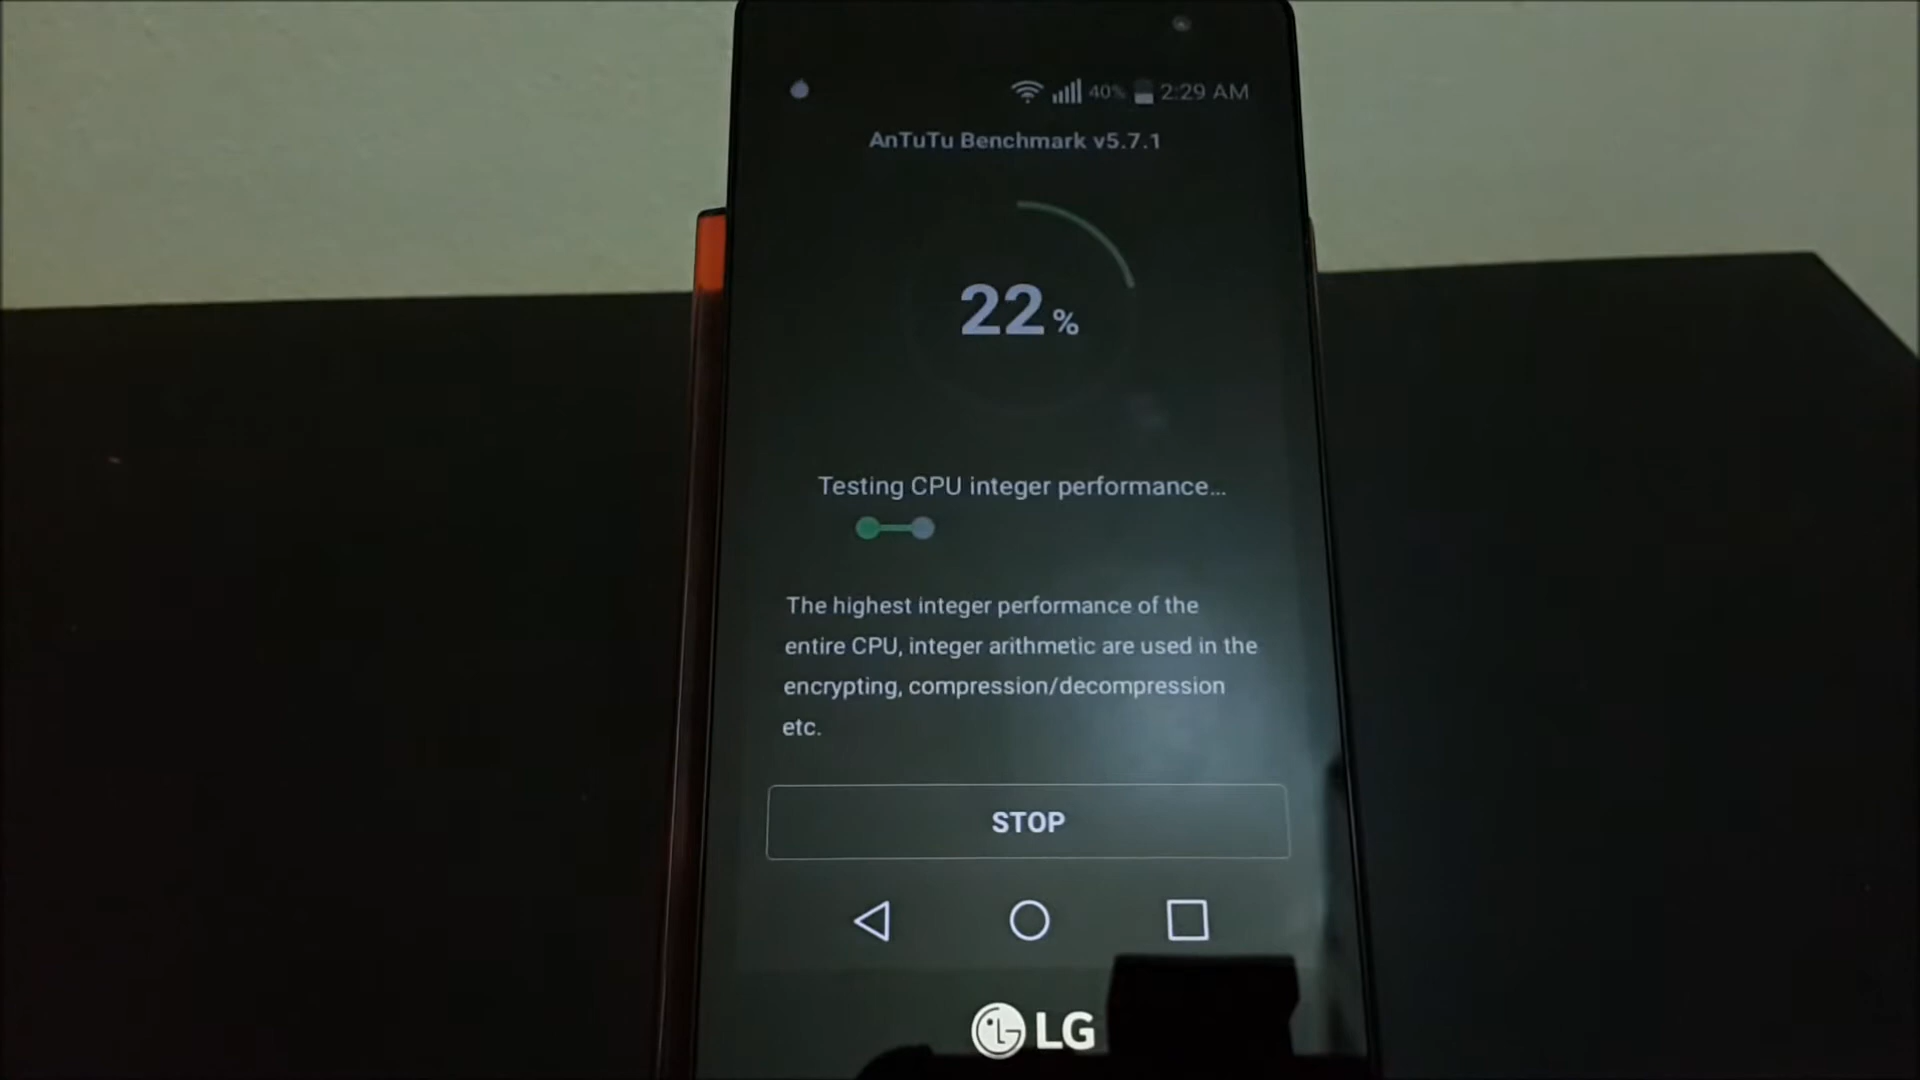 40% 2:29 AM
AnTuTu Benchmark v5.7.1
22%
Testing CPU integer performance...
The highest integer performance of the
entire CPU, integer arithmetic are used in the
encrypting, compression/decompression
etc.
STOP
LG